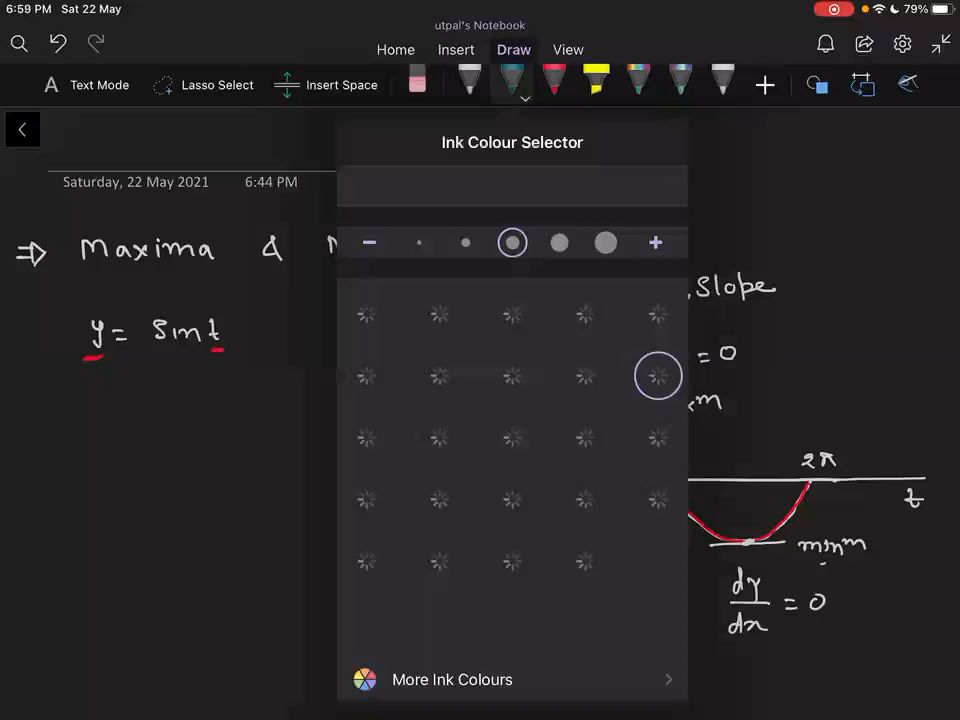 6:59 PM Sat 22 May
79%
utpal's Notebook
Home Insert Draw View
A Text Mode Lasso Select Insert Space
Ink Colour Selector
Saturday, 22 May 2021 6:44 PM
⇒ Maxima &
, Slope
y = Sin t
= 0
xm
2π
t
minm
dy/dx = 0
More Ink Colours